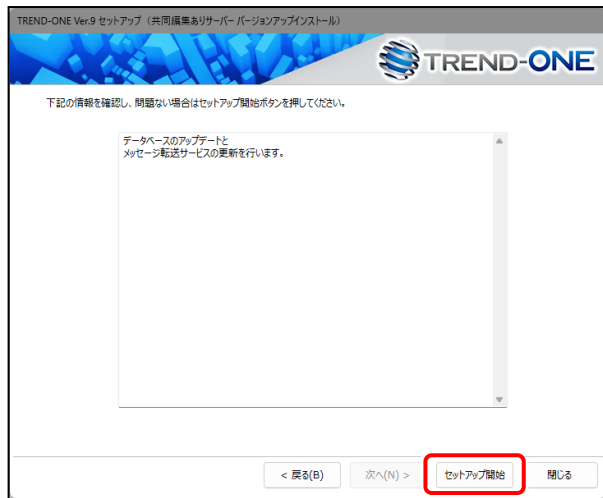 TREND-ONE Ver.9 セットアップ（共同編集ありサーバー バージョンアップインストール）
TREND-ONE
下記の情報を確認し、問題ない場合はセットアップ開始ボタンを押してください。
データベースのアップデートと
メッセージ転送サービスの更新を行います。
< 戻る(B) 次へ(N) > セットアップ開始 閉じる